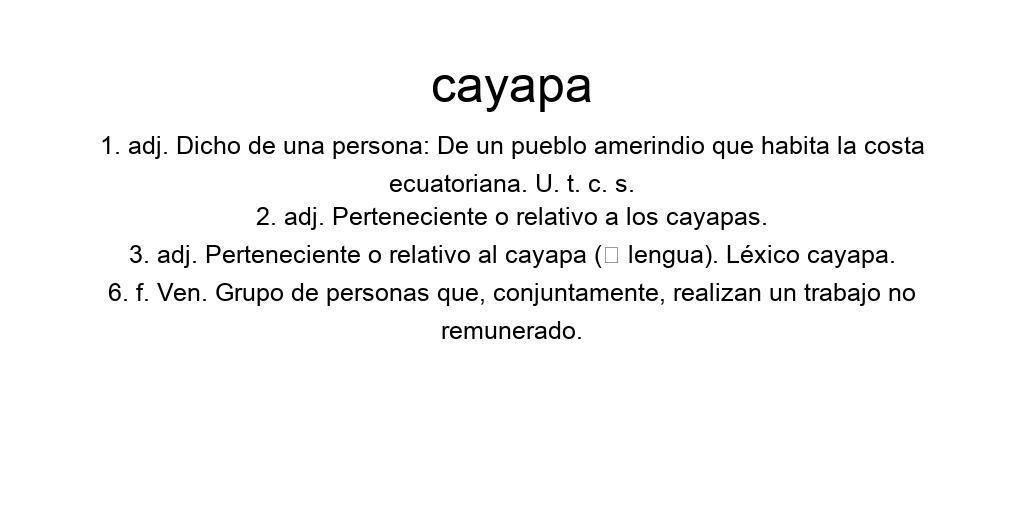 cayapa
1. adj. Dicho de una persona: De un pueblo amerindio que habita la costa
ecuatoriana. U. t. c. s.
2. adj. Perteneciente o relativo a los cayapas.
3. adj. Perteneciente o relativo al cayapa (▯ lengua). Léxico cayapa.
6. f. Ven. Grupo de personas que, conjuntamente, realizan un trabajo no
remunerado.